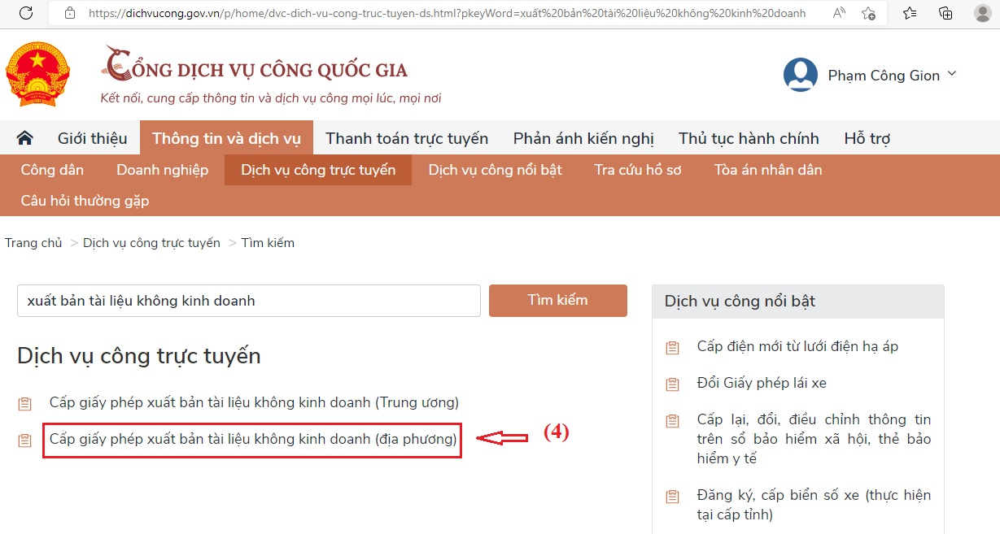 https://dichvucong.gov.vn/p/home/dvc-dich-vu-cong-truc-tuyen-ds.html?pkeyWord=xuất%20bản%20tài%20liệu%20không%20kinh%20doanh
CỔNG DỊCH VỤ CÔNG QUỐC GIA
Kết nối, cung cấp thông tin và dịch vụ công mọi lúc, mọi nơi
Phạm Công Gion
Giới thiệu Thông tin và dịch vụ Thanh toán trực tuyến Phản ánh kiến nghị Thủ tục hành chính Hỗ trợ
Công dân Doanh nghiệp Dịch vụ công trực tuyến Dịch vụ công nổi bật Tra cứu hồ sơ Tòa án nhân dân
Câu hỏi thường gặp
Trang chủ > Dịch vụ công trực tuyến > Tìm kiếm
xuất bản tài liệu không kinh doanh
Tìm kiếm
Dịch vụ công trực tuyến
Cấp giấy phép xuất bản tài liệu không kinh doanh (Trung ương)
Cấp giấy phép xuất bản tài liệu không kinh doanh (địa phương)
(4)
Dịch vụ công nổi bật
Cấp điện mới từ lưới điện hạ áp
Đổi Giấy phép lái xe
Cấp lại, đổi, điều chỉnh thông tin
trên sổ bảo hiểm xã hội, thẻ bảo
hiểm y tế
Đăng ký, cấp biển số xe (thực hiện
tại cấp tỉnh)